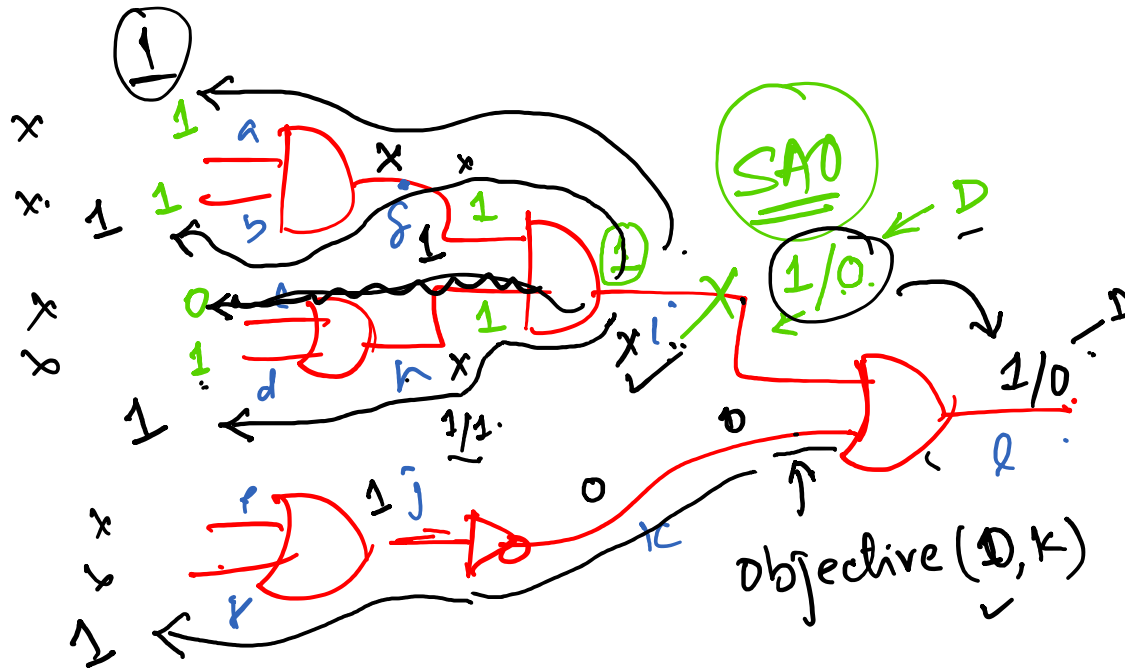 1
x 1 a x x
SA0
x. 1 b g 1 1 D
1 1
1/0
x 0 c 1 x i
x 1 d h x 1/0 D
1 1/1 0 l
x f 1 j 0
k objective (0, k)
x
1